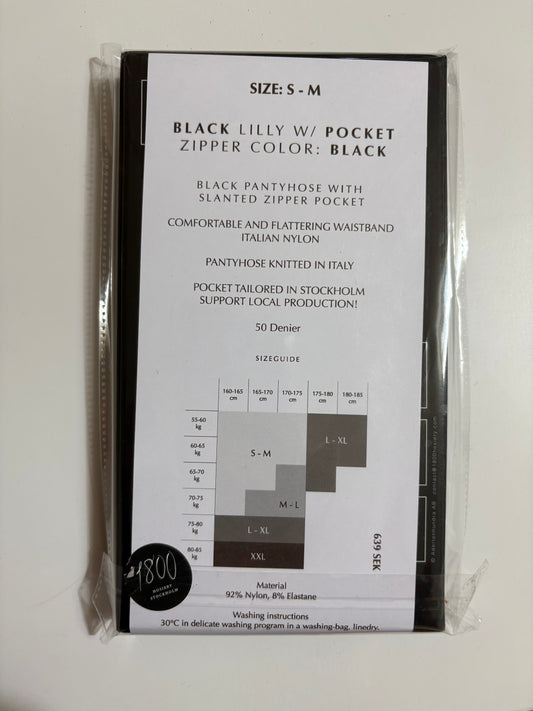 SIZE: S - M
BLACK LILLY W/ POCKET
ZIPPER COLOR: BLACK
BLACK PANTYHOSE WITH
SLANTED ZIPPER POCKET
COMFORTABLE AND FLATTERING WAISTBAND
ITALIAN NYLON
PANTYHOSE KNITTED IN ITALY
POCKET TAILORED IN STOCKHOLM
SUPPORT LOCAL PRODUCTION!
50 Denier
SIZEGUIDE
160-165 cm 165-170 cm 170-175 cm 175-180 cm 180-185 cm
55-60 kg
60-65 kg
65-70 kg
70-75 kg
75-80 kg
80-85 kg
S - M
L - XL
M - L
L - XL
XXL
639 SEK
1800
HOSIERY
STOCKHOLM
Material
92% Nylon, 8% Elastane
Washing instructions
30°C in delicate washing program in a washing-bag, linedry.